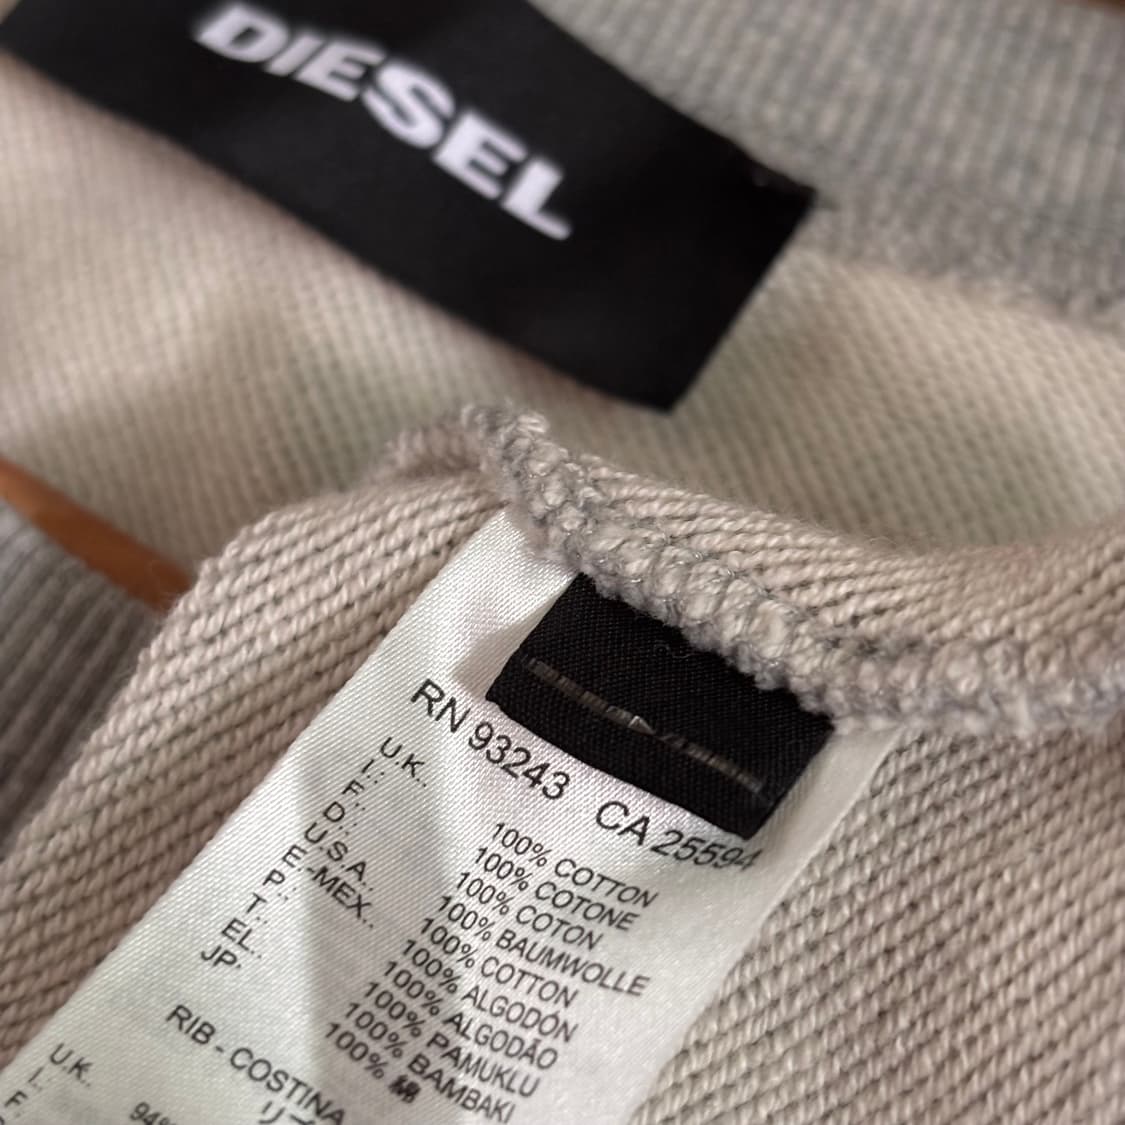 DIESEL
RN 93243 CA 25594
U.K.. 100% COTTON
I.: 100% COTONE
F.: 100% COTON
D.: 100% BAUMWOLLE
U.S.A.. 100% COTTON
E.-MEX.. 100% ALGODÓN
P.: 100% ALGODÃO
T.: 100% PAMUKLU
EL.. 100% BAMBAKI
JP. 100% 綿
RIB - COSTINA
U.K..
I.. 94%
F.